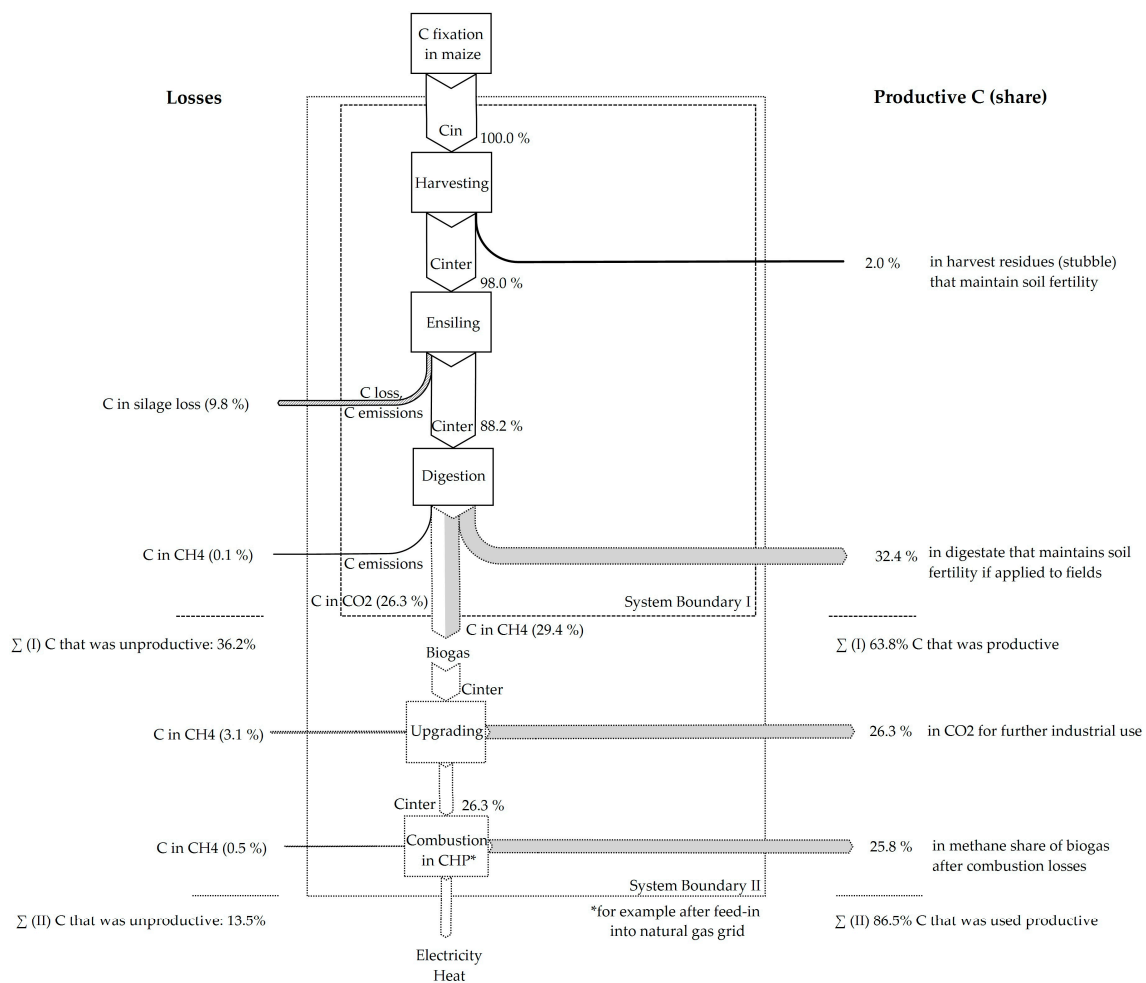 C fixation
in maize
Losses
Productive C (share)
Cin
100.0 %
Harvesting
Cinter
98.0 %
2.0 %
in harvest residues (stubble)
that maintain soil fertility
Ensiling
C in silage loss (9.8 %)
C loss,
C emissions
Cinter
88.2 %
Digestion
C in CH4 (0.1 %)
C emissions
32.4 %
in digestate that maintains soil
fertility if applied to fields
C in CO2 (26.3%)
System Boundary I
C in CH4 (29.4 %)
∑ (I) C that was unproductive: 36.2%
∑ (I) 63.8% C that was productive
Biogas
Cinter
C in CH4 (3.1 %)
Upgrading
26.3 %
in CO2 for further industrial use
Cinter
26.3 %
C in CH4 (0.5 %)
Combustion
in CHP*
25.8 %
in methane share of biogas
after combustion losses
System Boundary II
∑ (II) C that was unproductive: 13.5%
*for example after feed-in
into natural gas grid
∑ (II) 86.5% C that was used productive
Electricity
Heat